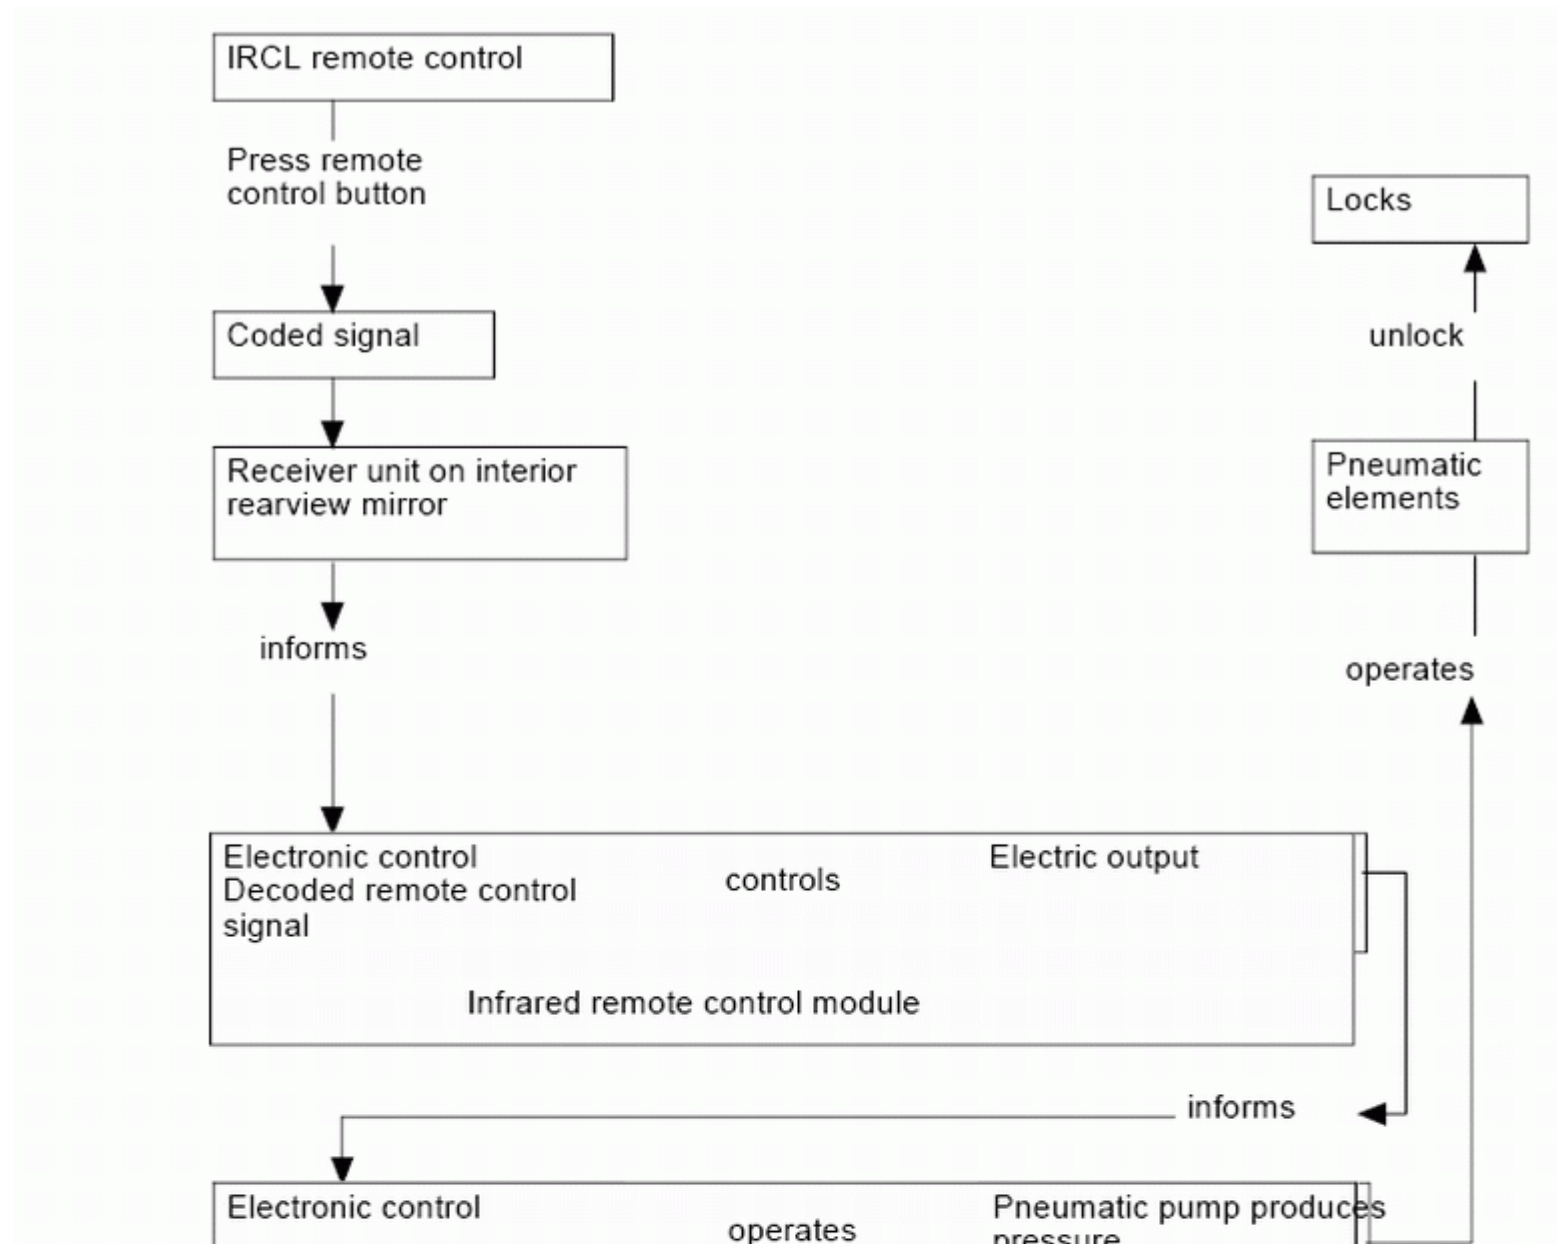 IRCL remote control
Press remote
control button
Coded signal
Receiver unit on interior
rearview mirror
informs
Locks
unlock
Pneumatic
elements
operates
Electronic control
Decoded remote control
signal
controls
Electric output
Infrared remote control module
informs
Electronic control
operates
Pneumatic pump produces
pressure